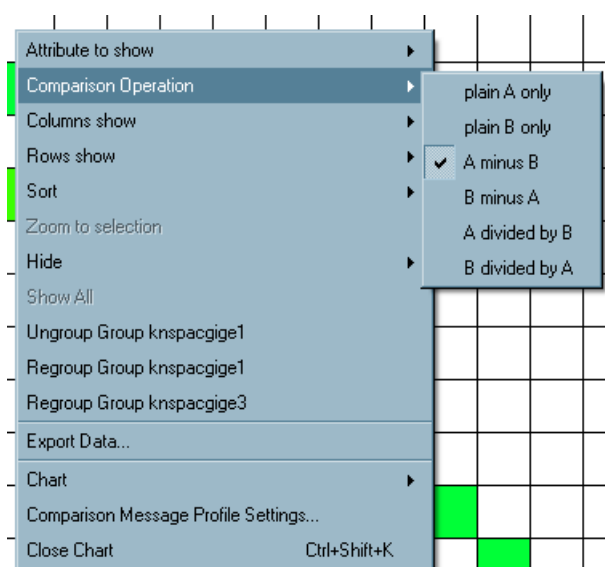 Attribute to show
Comparison Operation
Columns show
Rows show
Sort
Zoom to selection
Hide
Show All
Ungroup Group knspacgige1
Regroup Group knspacgige1
Regroup Group knspacgige3
Export Data...
Chart
Comparison Message Profile Settings...
Close Chart Ctrl+Shift+K
plain A only
plain B only
A minus B
B minus A
A divided by B
B divided by A